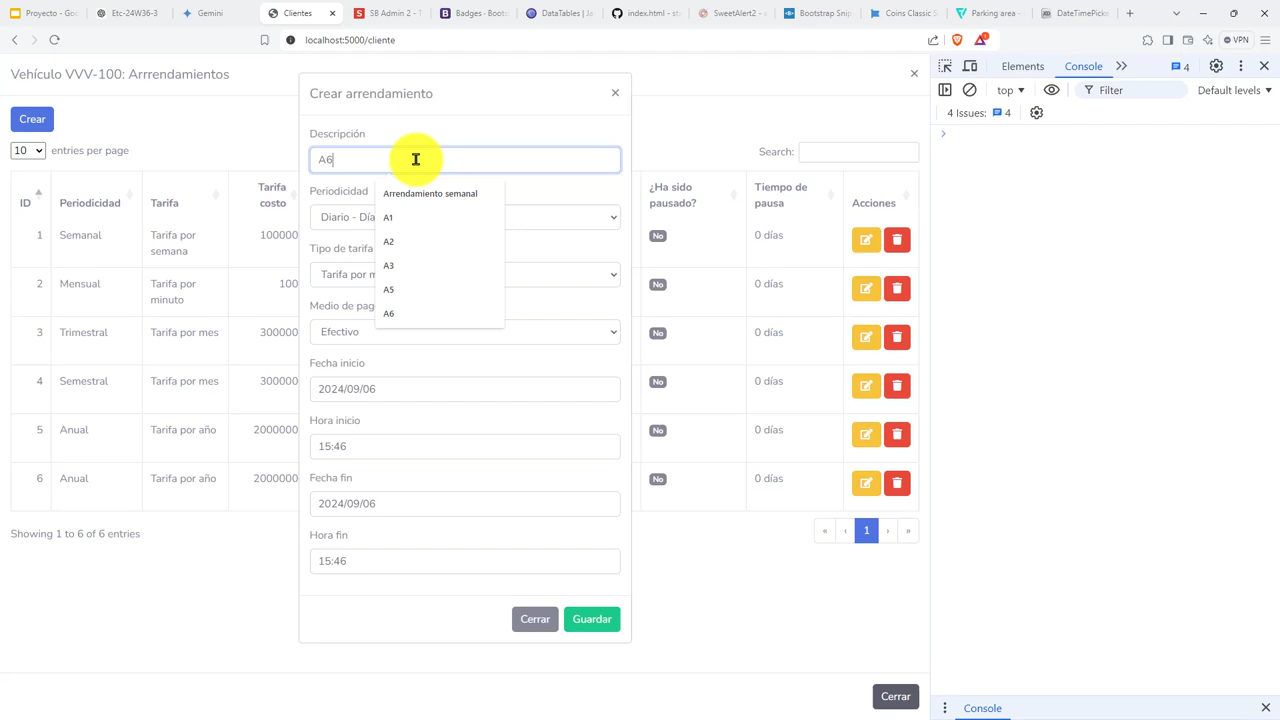 Proyecto - Goo
Etc-24W36-3
Gemini
Clientes
SB Admin 2 - T
Badges - Bootst
DataTables | Ja
index.html - sta
SweetAlert2 - a
Bootstrap Snip
Coins Classic S
Parking area -
DateTimePicke
localhost:5000/cliente
VPN
Vehículo VVV-100: Arrrendamientos
Crear
10 entries per page
Search:
ID Periodicidad Tarifa Tarifa costo ¿Ha sido pausado? Tiempo de pausa Acciones
1 Semanal Tarifa por semana 100000 No 0 días
2 Mensual Tarifa por minuto 100 No 0 días
3 Trimestral Tarifa por mes 300000 No 0 días
4 Semestral Tarifa por mes 300000 No 0 días
5 Anual Tarifa por año 2000000 No 0 días
6 Anual Tarifa por año 2000000 No 0 días
Showing 1 to 6 of 6 entries
« ‹ 1 › »
Crear arrendamiento
Descripción
A6
Arrendamiento semanal
A1
A2
A3
A5
A6
Periodicidad
Diario - Día
Tipo de tarifa
Tarifa por m
Medio de pag
Efectivo
Fecha inicio
2024/09/06
Hora inicio
15:46
Fecha fin
2024/09/06
Hora fin
15:46
Cerrar
Guardar
Cerrar
Elements
Console
4
top
Filter
Default levels
4 Issues: 4
Console